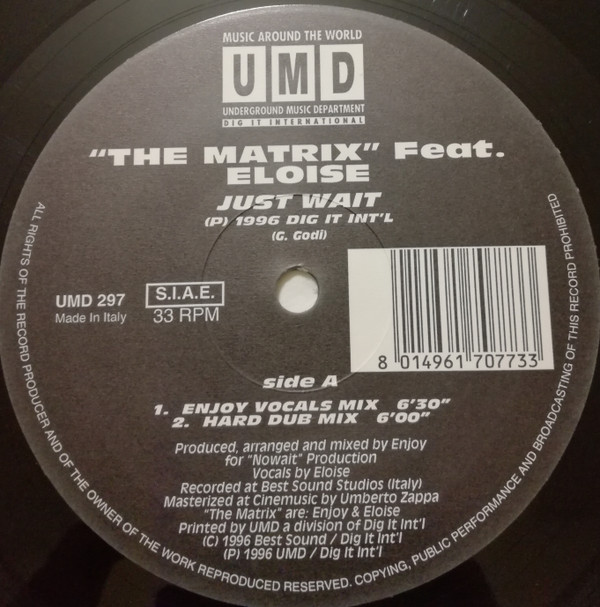 MUSIC AROUND THE WORLD
UMD
UNDERGROUND MUSIC DEPARTMENT
DIG IT INTERNATIONAL
"THE MATRIX" Feat.
ELOISE
JUST WAIT
(P) 1996 DIG IT INT'L
(G. Godi)
UMD 297
Made In Italy
S.I.A.E.
33 RPM
8 014961 707733
side A
1. ENJOY VOCALS MIX 6'30"
2. HARD DUB MIX 6'00"
Produced, arranged and mixed by Enjoy
for "Nowait" Production
Vocals by Eloise
Recorded at Best Sound Studios (Italy)
Masterized at Cinemusic by Umberto Zappa
"The Matrix" are: Enjoy & Eloise
Printed by UMD a division of Dig It Int'l
(C) 1996 Best Sound / Dig It Int'l
(P) 1996 UMD / Dig It Int'l
ALL RIGHTS OF THE RECORD PRODUCER AND OF THE OWNER OF THE WORK REPRODUCED RESERVED. COPYING, PUBLIC PERFORMANCE AND BROADCASTING OF THIS RECORD PROHIBITED